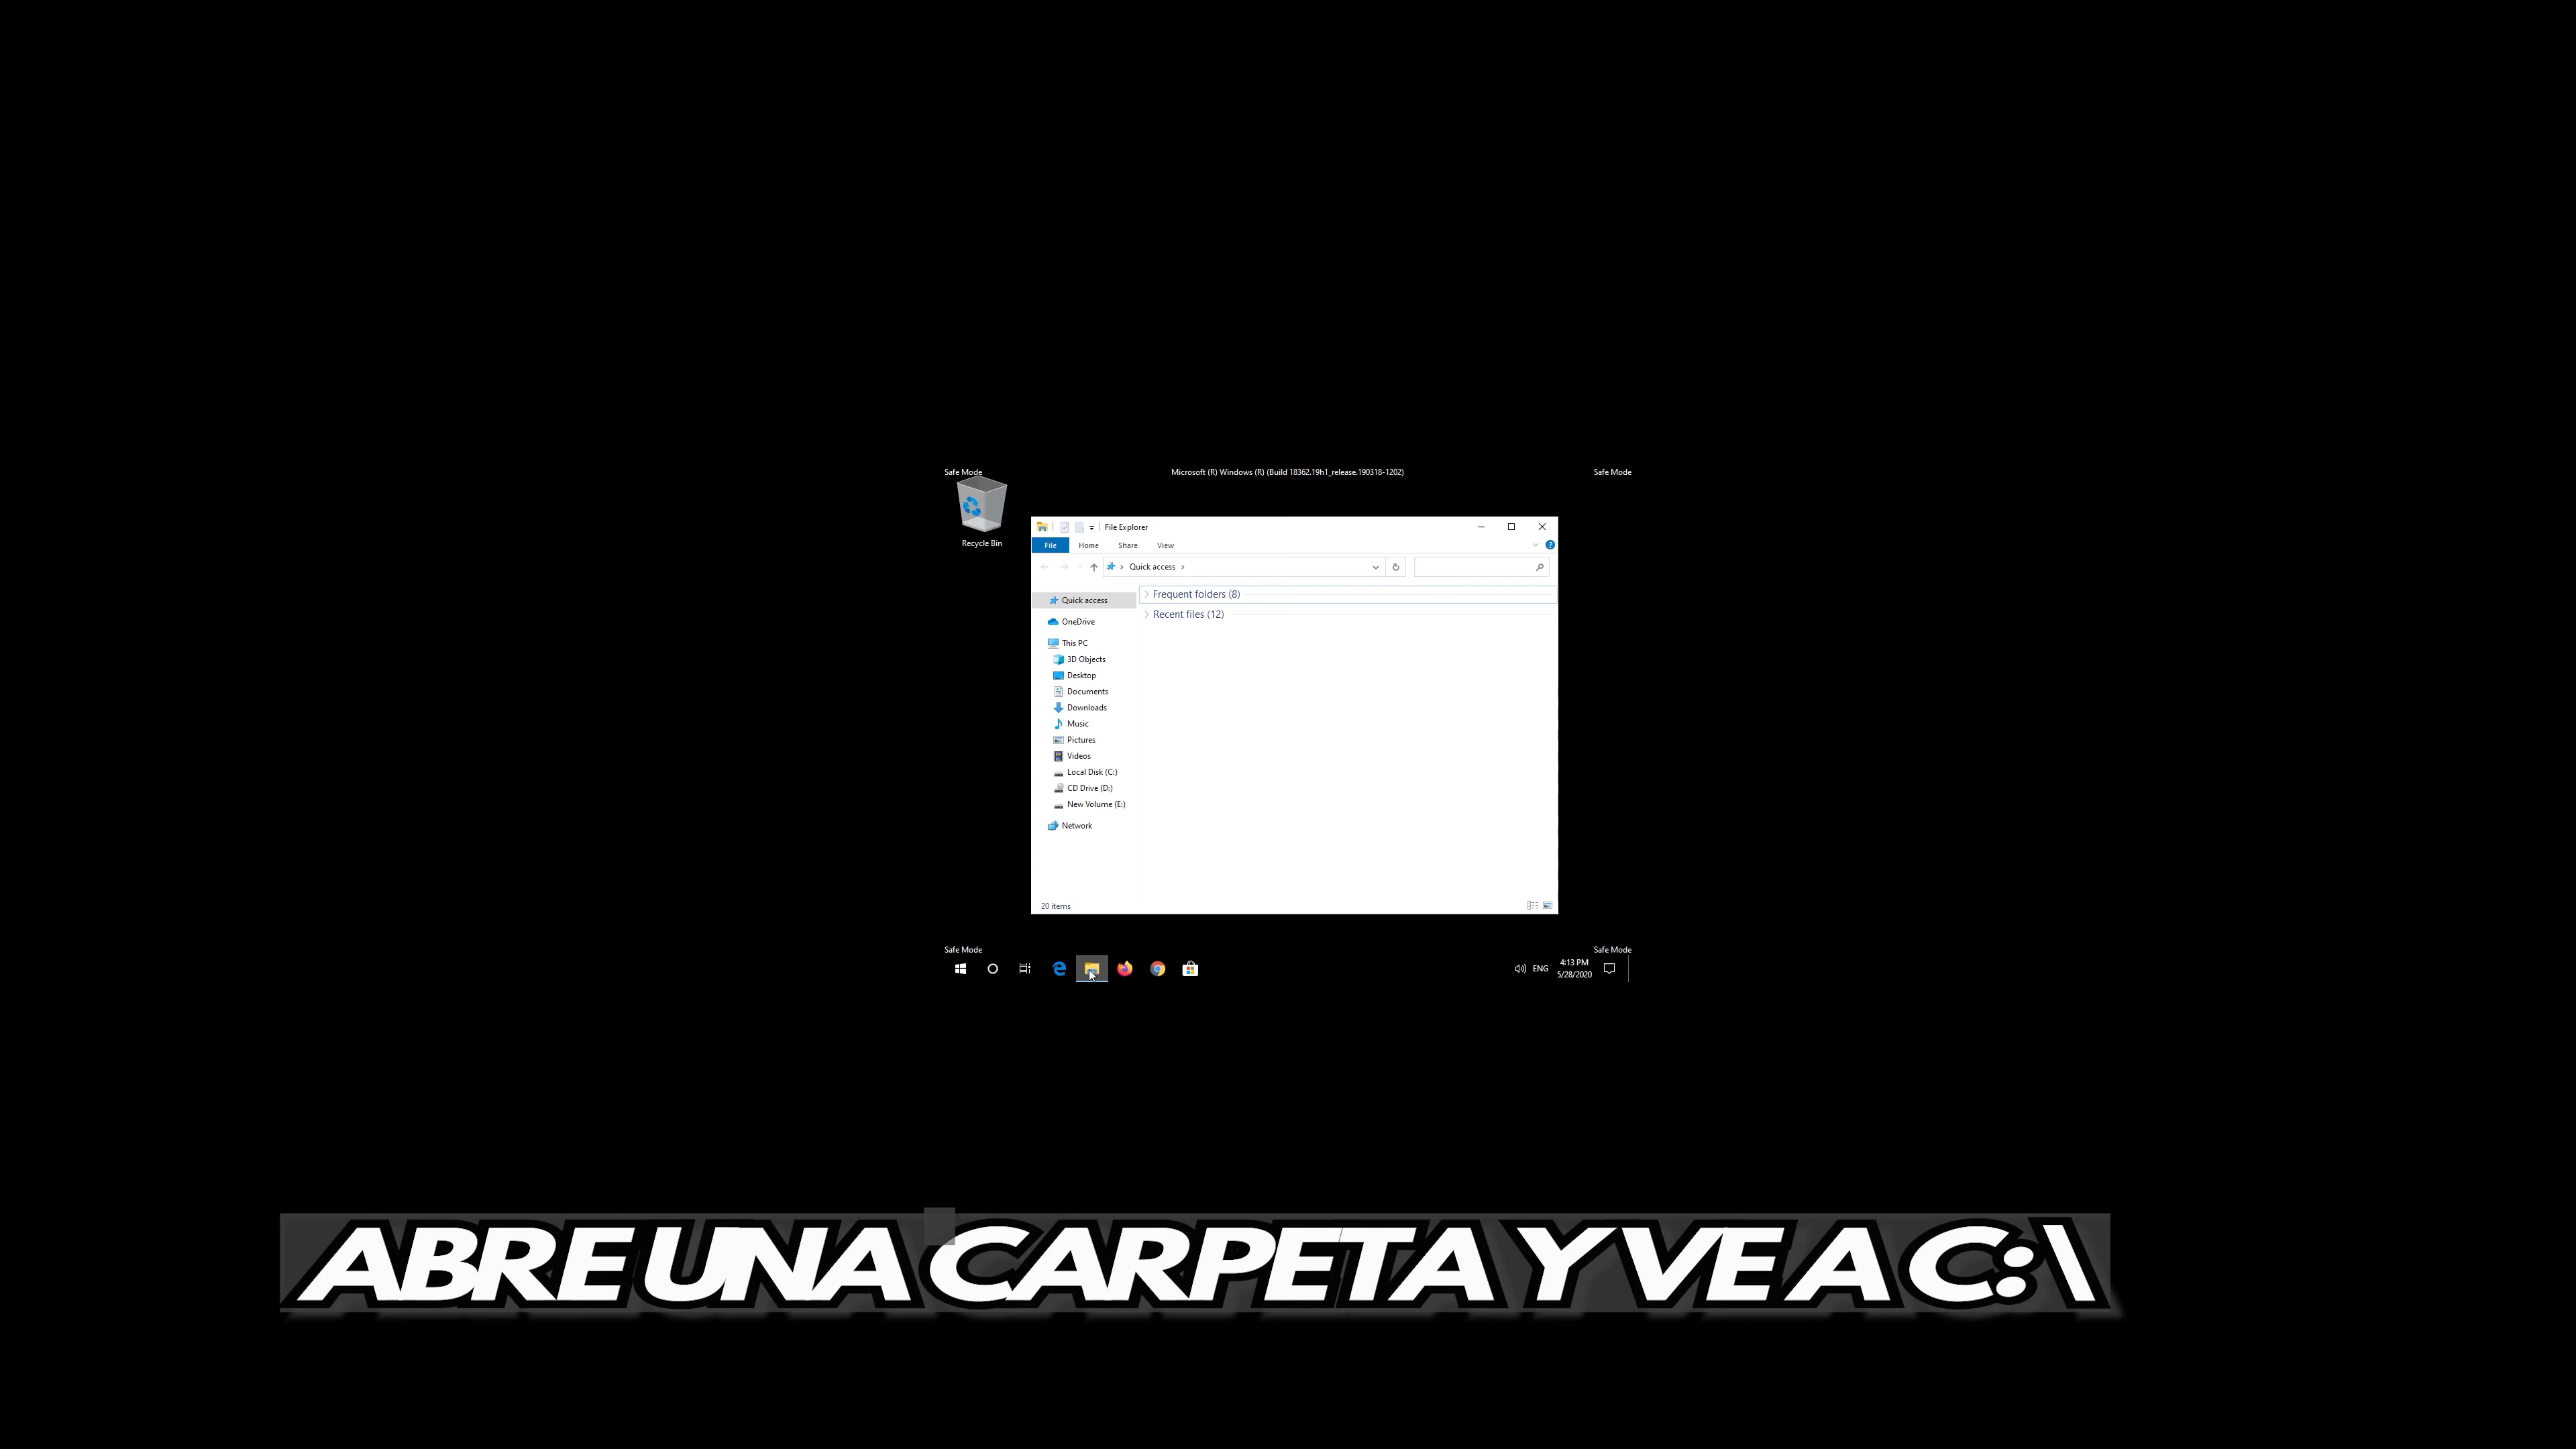 Safe Mode
Microsoft (R) Windows (R) (Build 18362.19h1_release.190318-1202)
Safe Mode
Recycle Bin
File Explorer
File
Home
Share
View
Quick access
Quick access
OneDrive
This PC
3D Objects
Desktop
Documents
Downloads
Music
Pictures
Videos
Local Disk (C:)
CD Drive (D:)
New Volume (E:)
Network
Frequent folders (8)
Recent files (12)
20 items
Safe Mode
Safe Mode
ENG
4:13 PM
5/28/2020
ABRE UNA CARPETA Y VE A C:\